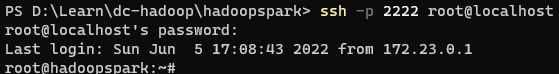 PS D:\Learn\dc-hadoop\hadoopspark> ssh -p 2222 root@localhost
root@localhost's password:
Last login: Sun Jun  5 17:08:43 2022 from 172.23.0.1
root@hadoopspark:~#